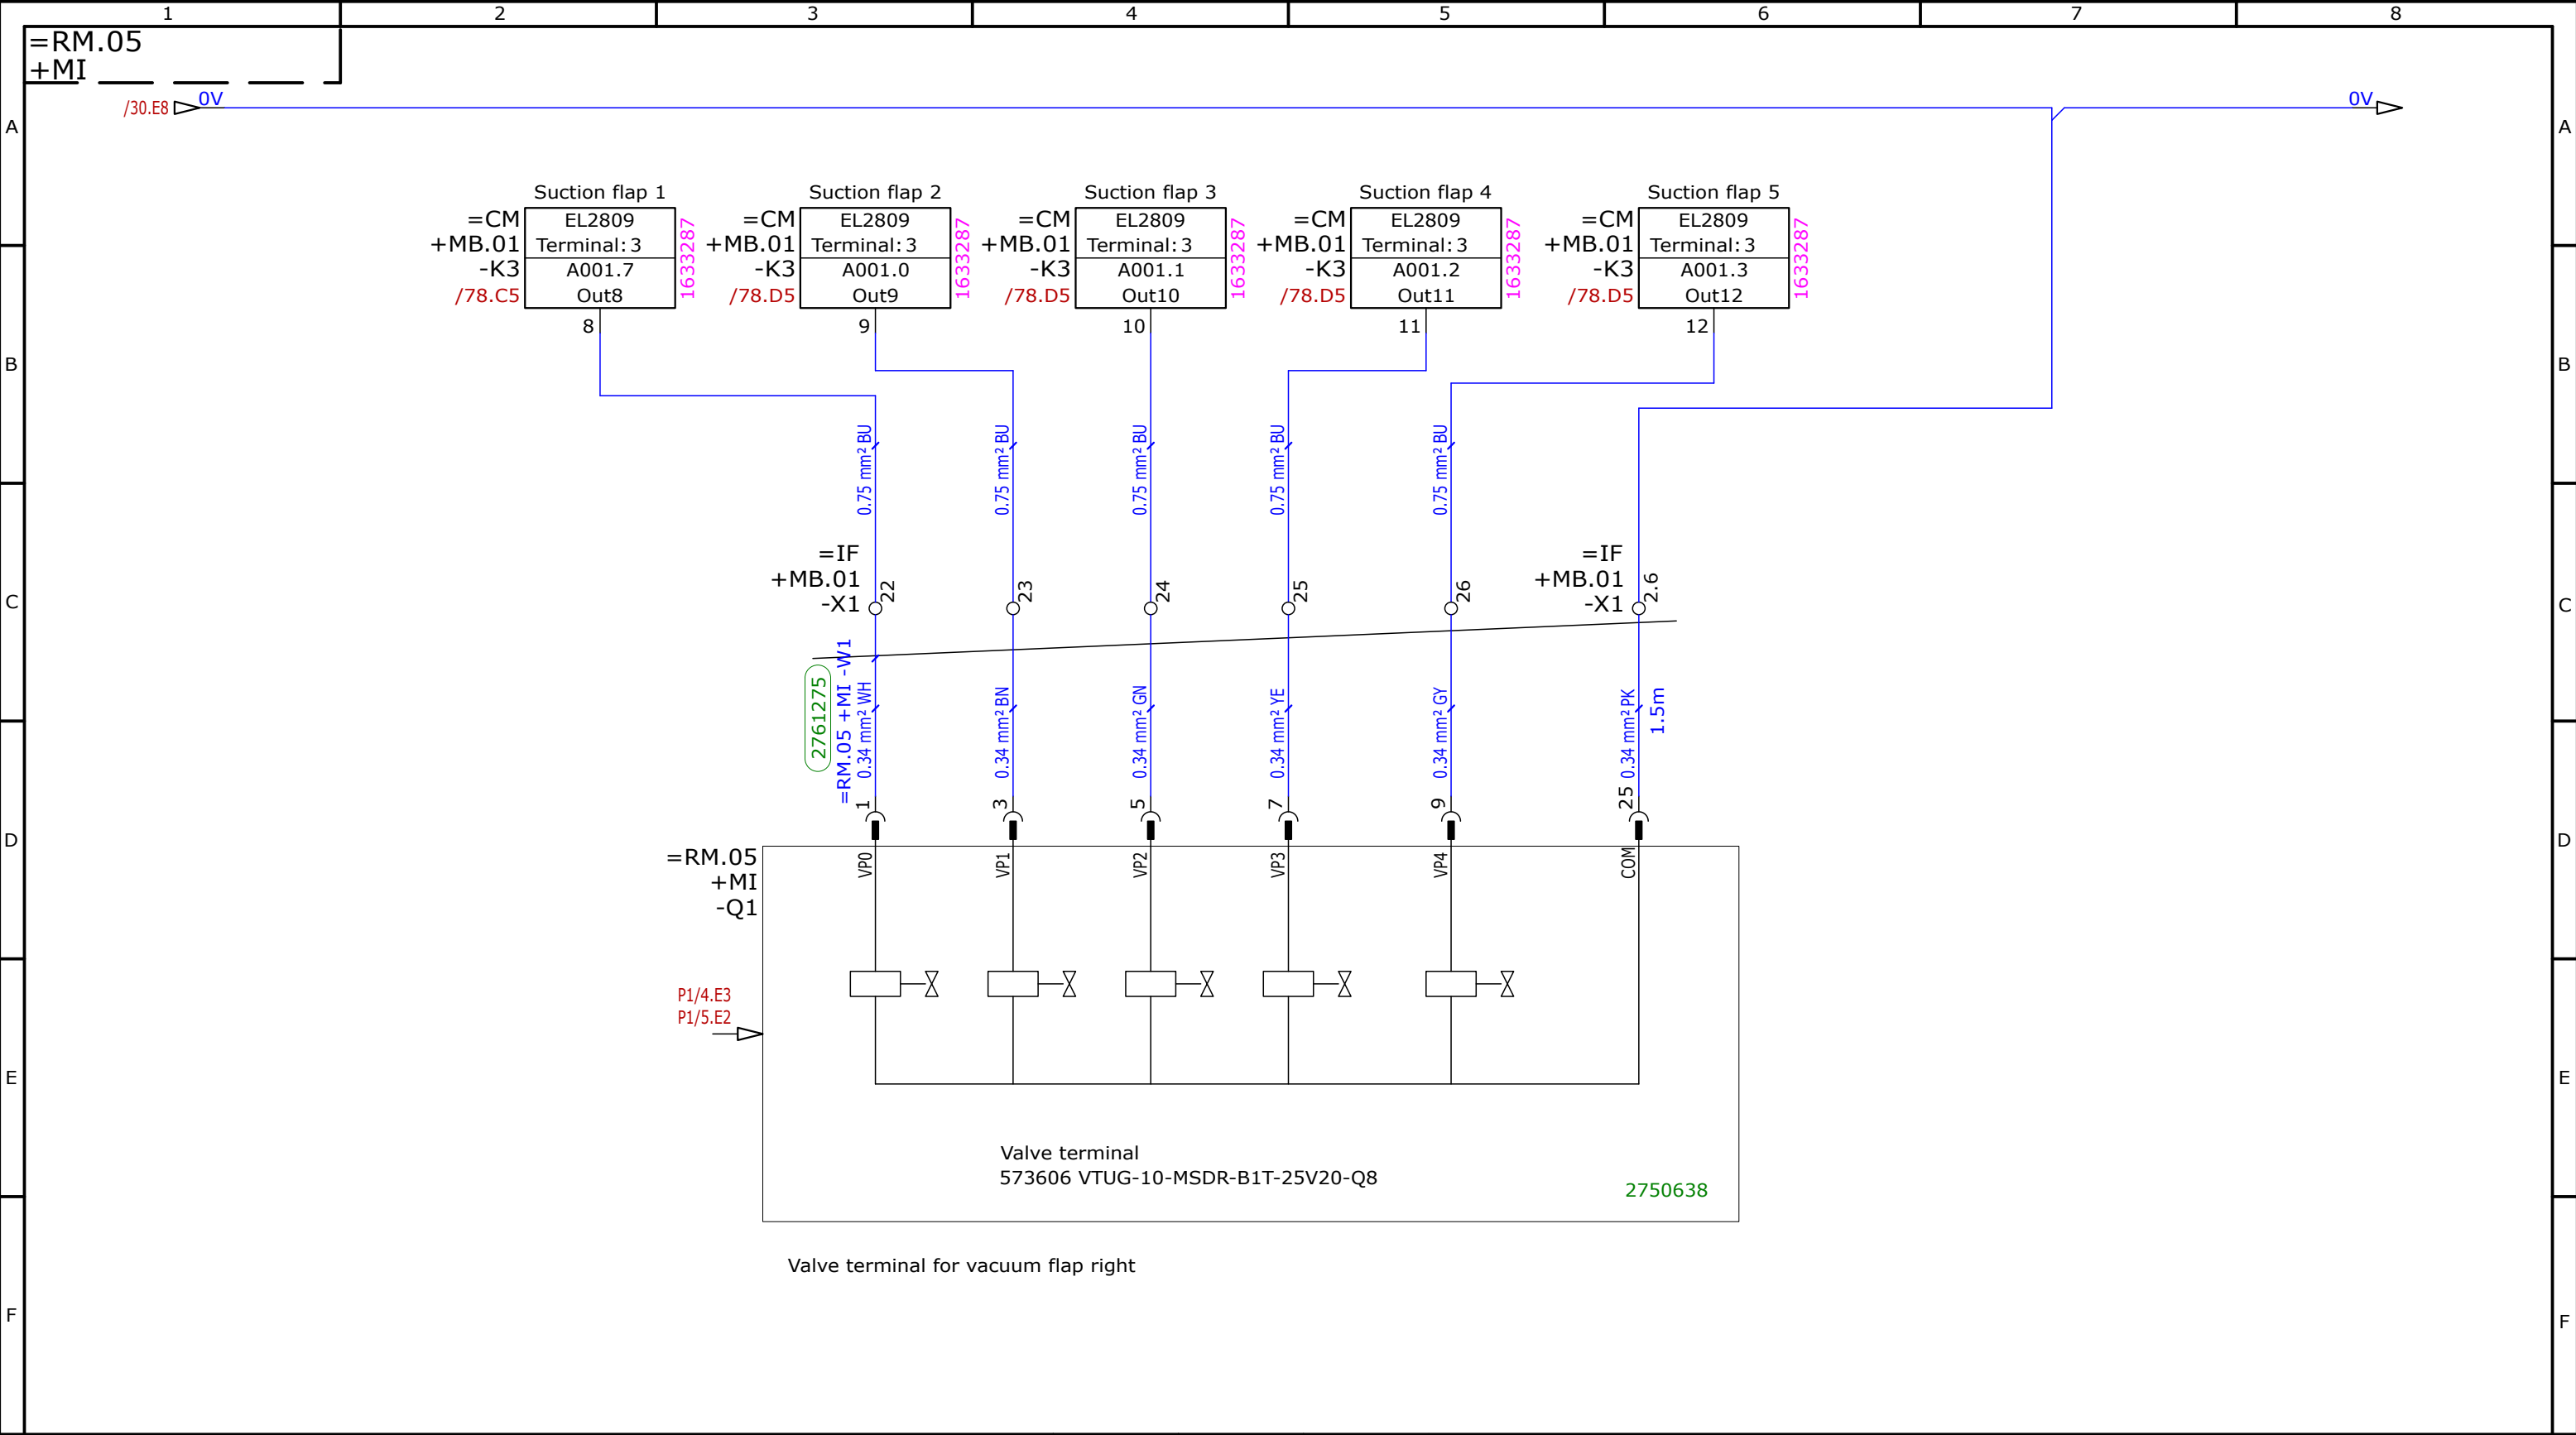 1 2 3 4 5 6 7 8
=RM.05
+MI
/30.E8 0V 0V
A A
Suction flap 1 Suction flap 2 Suction flap 3 Suction flap 4 Suction flap 5
=CM EL2809 =CM EL2809 =CM EL2809 =CM EL2809 =CM EL2809
+MB.01 Terminal: 3 +MB.01 Terminal: 3 +MB.01 Terminal: 3 +MB.01 Terminal: 3 +MB.01 Terminal: 3
1633287 1633287 1633287 1633287 1633287
-K3 A001.7 -K3 A001.0 -K3 A001.1 -K3 A001.2 -K3 A001.3
/78.C5 Out8 /78.D5 Out9 /78.D5 Out10 /78.D5 Out11 /78.D5 Out12
8 9 10 11 12
B B
0.75 mm² BU 0.75 mm² BU 0.75 mm² BU 0.75 mm² BU 0.75 mm² BU
=IF =IF
+MB.01 +MB.01
-X1 22 23 24 25 26 -X1 2.6
C C
2761275
=RM.05 +MI -W1
0.34 mm² WH 0.34 mm² BN 0.34 mm² GN 0.34 mm² YE 0.34 mm² GY 0.34 mm² PK
1.5m
1 3 5 7 9 25
D D
=RM.05
+MI
-Q1
VP0 VP1 VP2 VP3 VP4 COM
P1/4.E3
P1/5.E2
E E
Valve terminal
573606 VTUG-10-MSDR-B1T-25V20-Q8
2750638
Valve terminal for vacuum flap right
F F